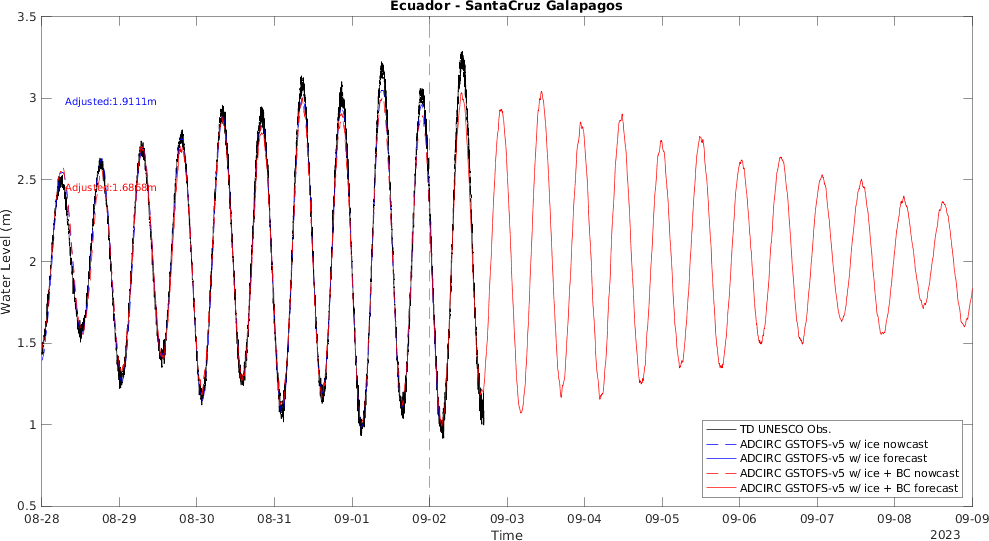 Ecuador - SantaCruz Galapagos
3.5
3
2.5
2
1.5
1
0.5
Water Level (m)
Adjusted:1.9111m
Adjusted:1.6868m
TD UNESCO Obs.
ADCIRC GSTOFS-v5 w/ ice nowcast
ADCIRC GSTOFS-v5 w/ ice forecast
ADCIRC GSTOFS-v5 w/ ice + BC nowcast
ADCIRC GSTOFS-v5 w/ ice + BC forecast
08-28 08-29 08-30 08-31 09-01 09-02 09-03 09-04 09-05 09-06 09-07 09-08 09-09
Time
2023